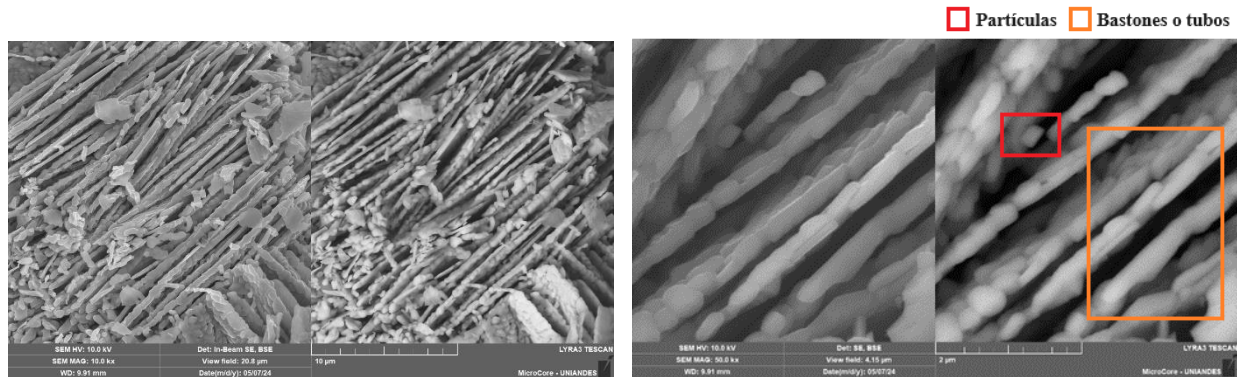 Partículas Bastones o tubos
SEM HV: 10.0 kV Det: In-Beam SE, BSE LYRA3 TESCAN
SEM MAG: 10.0 kx View field: 20.8 µm 10 µm
WD: 9.91 mm Date(m/d/y): 05/07/24 MicroCore - UNIANDES
SEM HV: 10.0 kV Det: SE, BSE LYRA3 TESCAN
SEM MAG: 50.0 kx View field: 4.15 µm 2 µm
WD: 9.91 mm Date(m/d/y): 05/07/24 MicroCore - UNIANDES